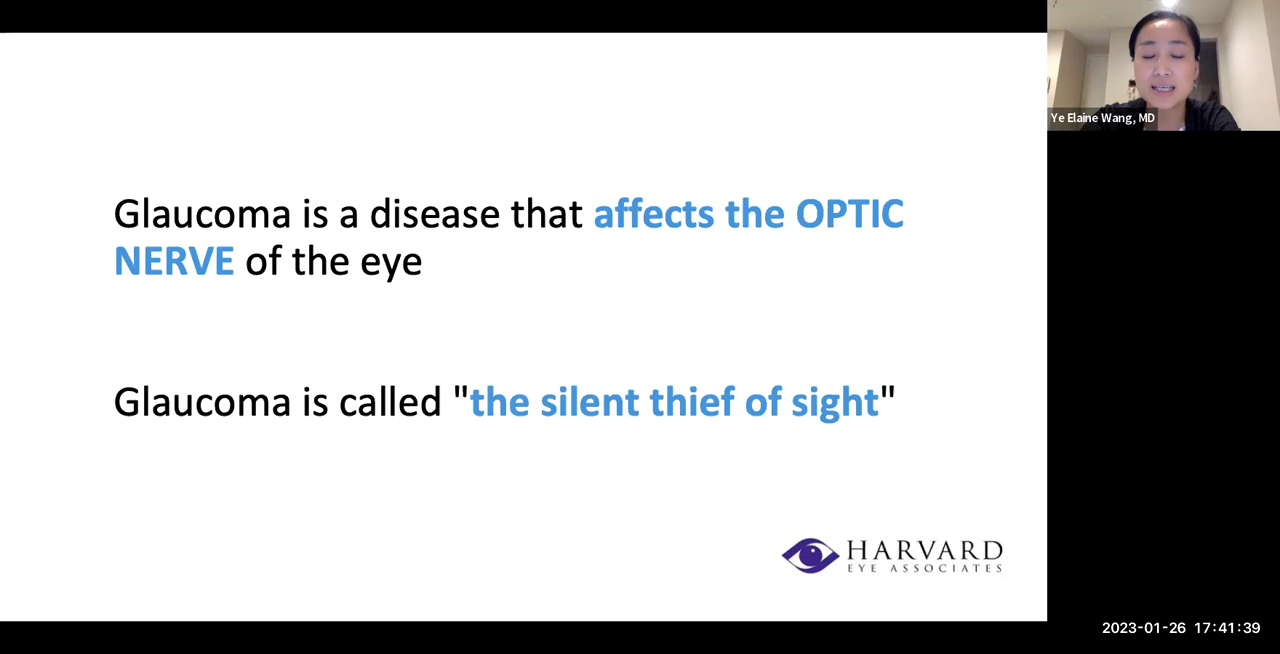 Ye Elaine Wang, MD
Glaucoma is a disease that affects the OPTIC
NERVE of the eye
Glaucoma is called "the silent thief of sight"
HARVARD
EYE ASSOCIATES
2023-01-26 17:41:39